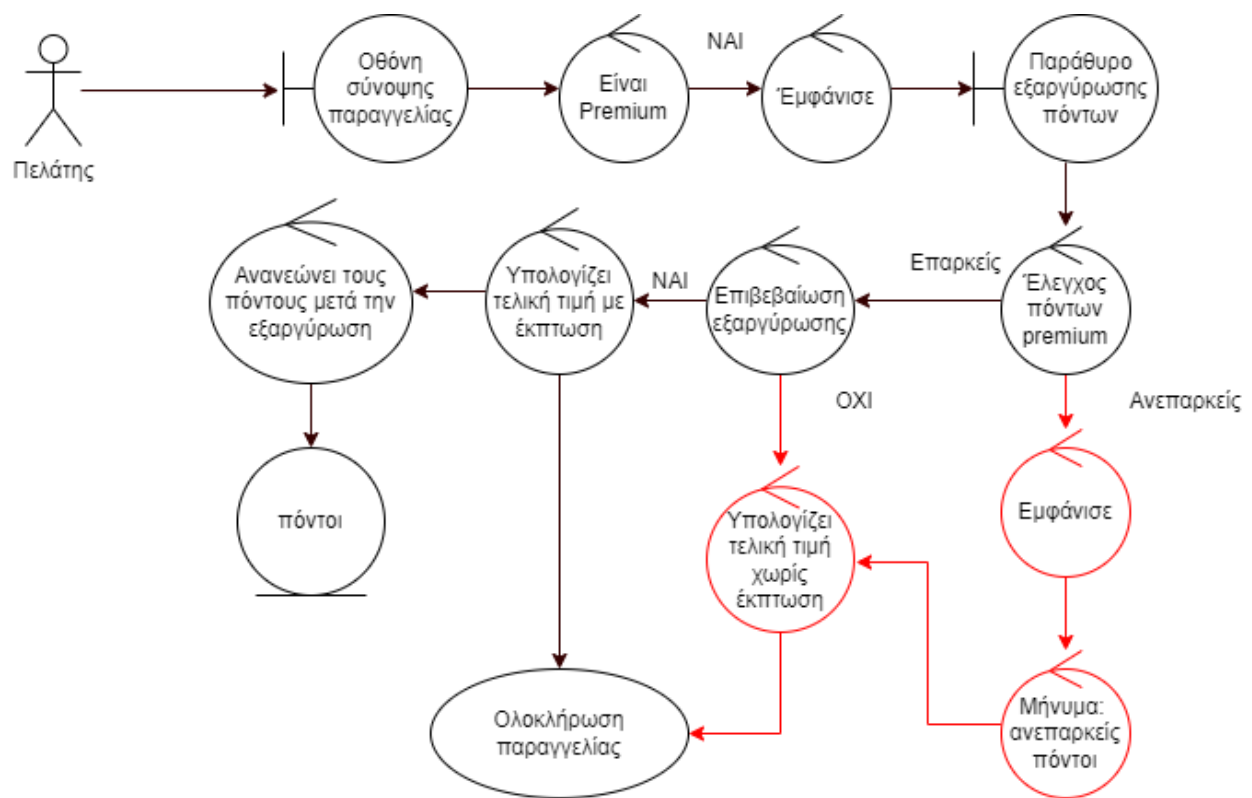 Πελάτης
Οθόνη
σύνοψης
παραγγελίας
Είναι
Premium
ΝΑΙ
Έμφάνισε
Παράθυρο
εξαργύρωσης
πόντων
Ανανεώνει τους
πόντους μετά την
εξαργύρωση
Υπολογίζει
τελική τιμή με
έκπτωση
ΝΑΙ
Επιβεβαίωση
εξαργύρωσης
Επαρκείς
Έλεγχος
πόντων
premium
ΟΧΙ
Ανεπαρκείς
πόντοι
Υπολογίζει
τελική τιμή
χωρίς
έκπτωση
Εμφάνισε
Ολοκλήρωση
παραγγελίας
Μήνυμα:
ανεπαρκείς
πόντοι